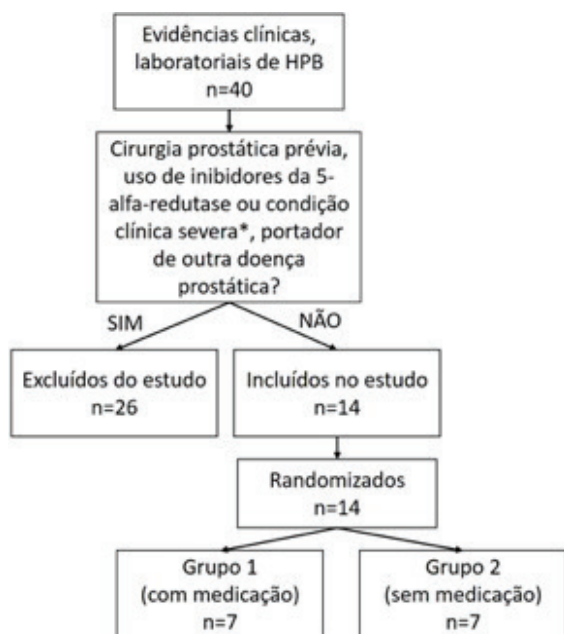 Evidências clínicas,
laboratoriais de HPB
n=40
Cirurgia prostática prévia,
uso de inibidores da 5-
alfa-redutase ou condição
clínica severa*, portador
de outra doença
prostática?
SIM
NÃO
Excluídos do estudo
n=26
Incluídos no estudo
n=14
Randomizados
n=14
Grupo 1
(com medicação)
n=7
Grupo 2
(sem medicação)
n=7